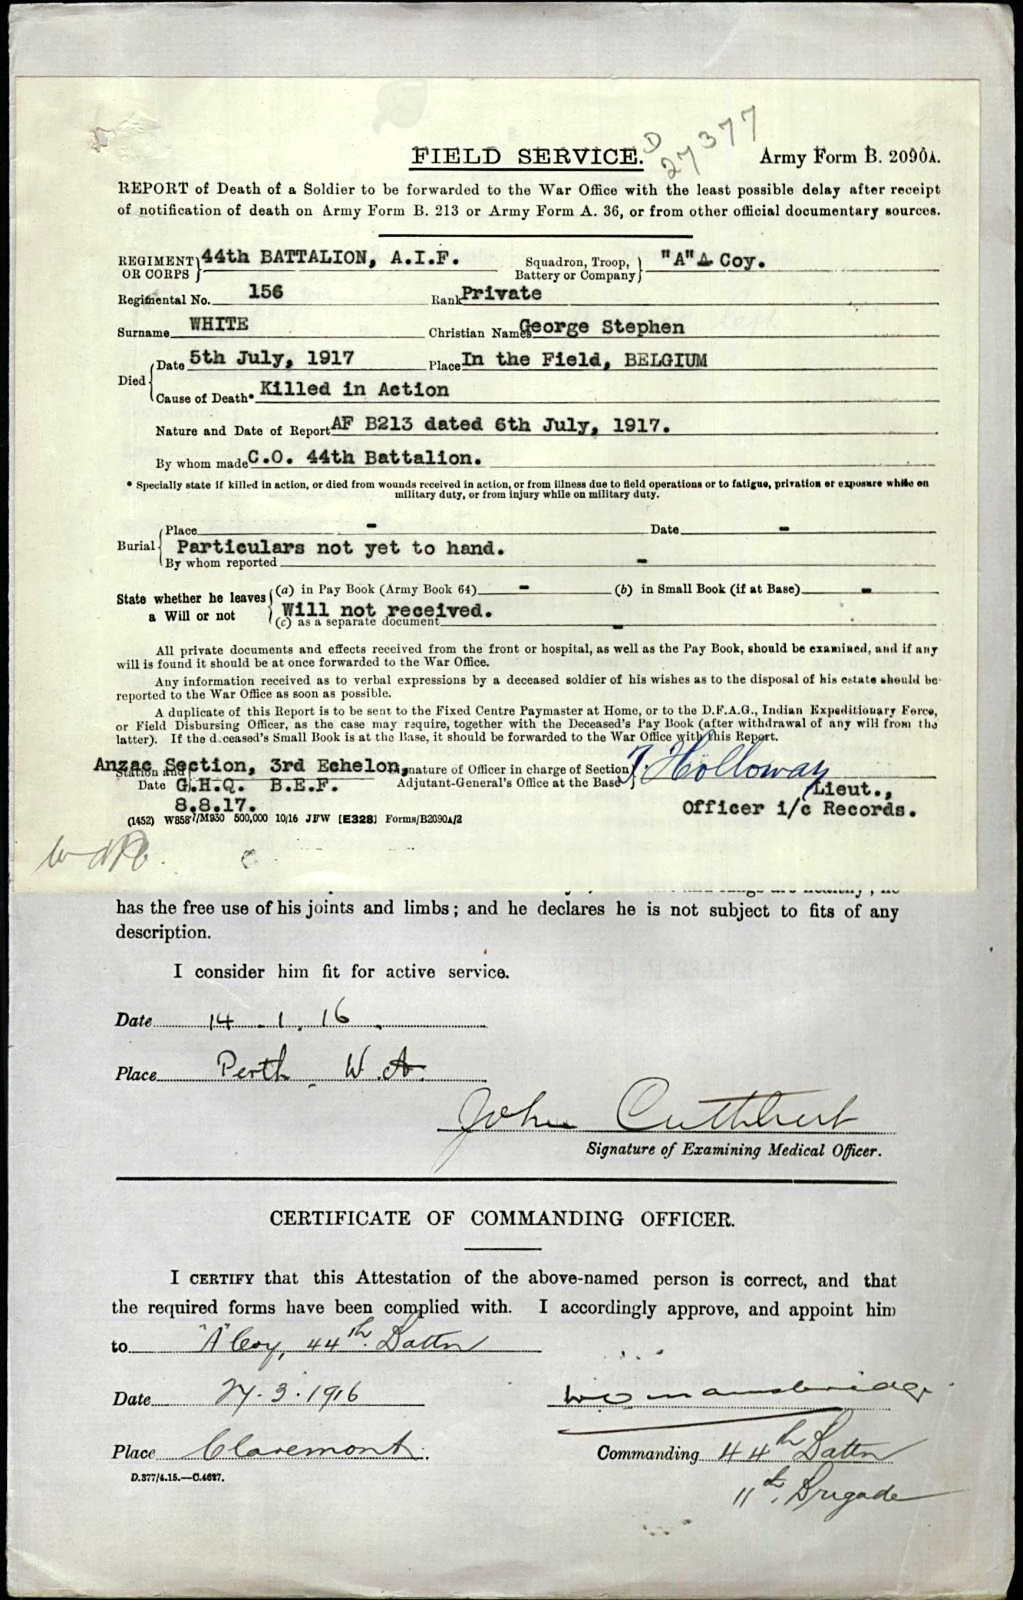 D
27377
FIELD SERVICE. Army Form B. 2090A.
REPORT of Death of a Soldier to be forwarded to the War Office with the least possible delay after receipt
of notification of death on Army Form B. 213 or Army Form A. 36, or from other official documentary sources.
REGIMENT OR CORPS 44th BATTALION, A.I.F. Squadron, Troop, Battery or Company "A" Coy.
Regimental No. 156 Rank Private
Surname WHITE Christian Names George Stephen
Died Date 5th July, 1917 Place In the Field, BELGIUM
Cause of Death* Killed in Action
Nature and Date of Report AF B213 dated 6th July, 1917.
By whom made C.O. 44th Battalion.
* Specially state if killed in action, or died from wounds received in action, or from illness due to field operations or to fatigue, privation or exposure while on
military duty, or from injury while on military duty.
Burial Place - Date -
Particulars not yet to hand.
By whom reported -
State whether he leaves a Will or not (a) in Pay Book (Army Book 64) - (b) in Small Book (if at Base) -
Will not received.
(c) as a separate document -
All private documents and effects received from the front or hospital, as well as the Pay Book, should be examined, and if any
will is found it should be at once forwarded to the War Office.
Any information received as to verbal expressions by a deceased soldier of his wishes as to the disposal of his estate should be
reported to the War Office as soon as possible.
A duplicate of this Report is to be sent to the Fixed Centre Paymaster at Home, or to the D.F.A.G., Indian Expeditionary Force,
or Field Disbursing Officer, as the case may require, together with the Deceased's Pay Book (after withdrawal of any will from the
latter). If the deceased's Small Book is at the Base, it should be forwarded to the War Office with this Report.
Anzac Section, 3rd Echelon, Signature of Officer in charge of Section Holloway
Station and Date G.H.Q. B.E.F. Adjutant-General's Office at the Base Lieut.,
8.8.17. Officer i/c Records.
(1452) W8587/M930 500,000 10/16 JFW [E328] Forms/B2090A/2
has the free use of his joints and limbs; and he declares he is not subject to fits of any
description.
I consider him fit for active service.
Date 14.1.16.
Place Perth W.A.
John Cuthbert
Signature of Examining Medical Officer.
CERTIFICATE OF COMMANDING OFFICER.
I CERTIFY that this Attestation of the above-named person is correct, and that
the required forms have been complied with. I accordingly approve, and appoint him
to "A" Coy, 44th Battn
Date 27.3.1916 W.O. Mansbridge
Place Claremont. Commanding 44th Battn
D.377/4.15.—C.4627.
11th Brigade